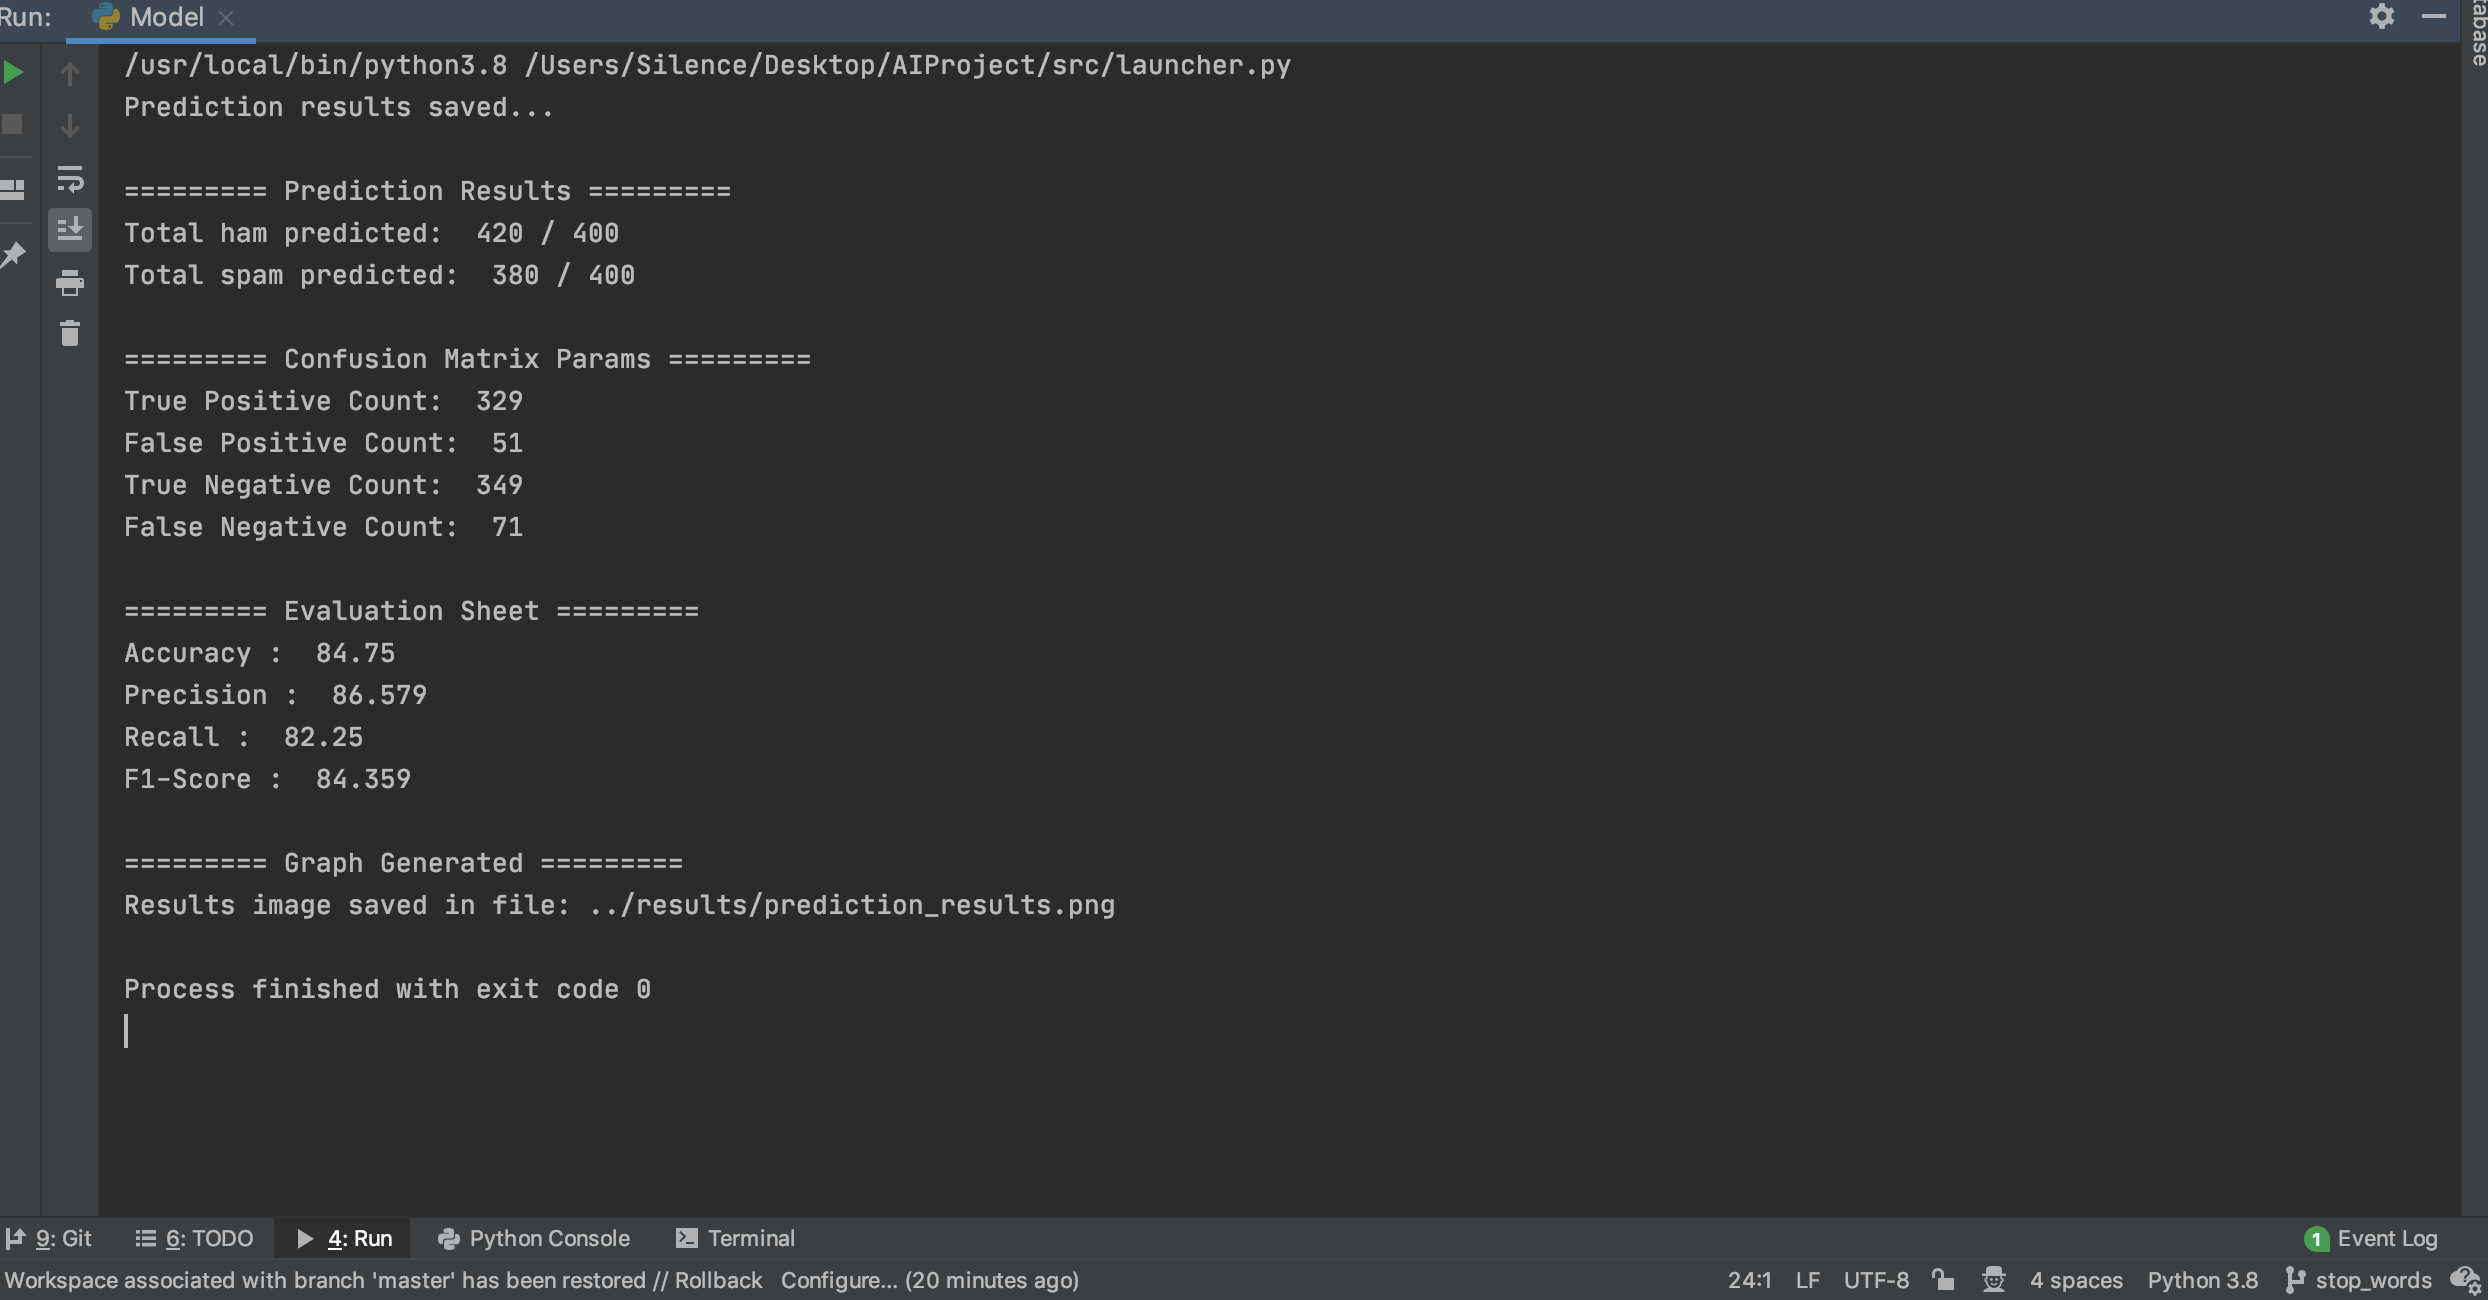 Run: Model
/usr/local/bin/python3.8 /Users/Silence/Desktop/AIProject/src/launcher.py
Prediction results saved...
========= Prediction Results =========
Total ham predicted:  420 / 400
Total spam predicted:  380 / 400
========= Confusion Matrix Params =========
True Positive Count:  329
False Positive Count:  51
True Negative Count:  349
False Negative Count:  71
========= Evaluation Sheet =========
Accuracy :  84.75
Precision :  86.579
Recall :  82.25
F1-Score :  84.359
========= Graph Generated =========
Results image saved in file: ../results/prediction_results.png
Process finished with exit code 0
9: Git 6: TODO 4: Run Python Console Terminal 1 Event Log
Workspace associated with branch 'master' has been restored // Rollback Configure... (20 minutes ago) 24:1 LF UTF-8 4 spaces Python 3.8 stop_words